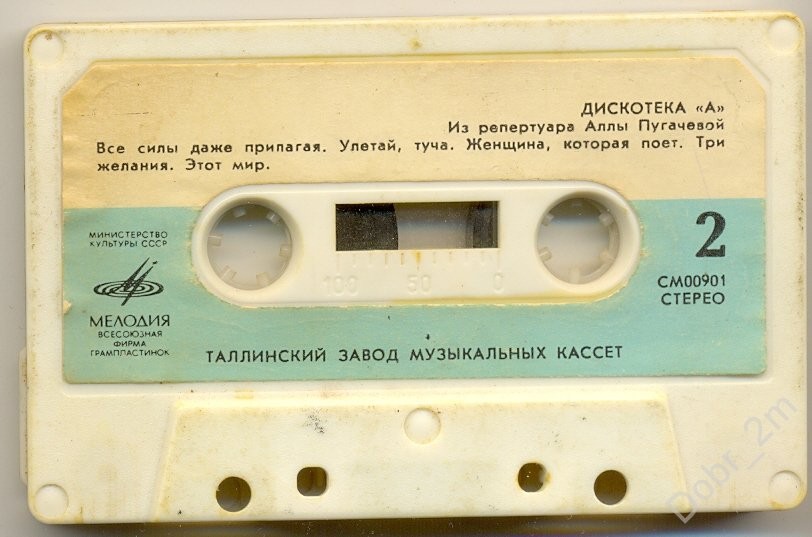 ДИСКОТЕКА «А»
Из репертуара Аллы Пугачевой
Все силы даже прилагая. Улетай, туча. Женщина, которая поет. Три
желания. Этот мир.
МИНИСТЕРСТВО
КУЛЬТУРЫ СССР
2
СМ00901
СТЕРЕО
100 50 0
МЕЛОДИЯ
ВСЕСОЮЗНАЯ
ФИРМА
ГРАМПЛАСТИНОК
ТАЛЛИНСКИЙ ЗАВОД МУЗЫКАЛЬНЫХ КАССЕТ
Dobr_2m